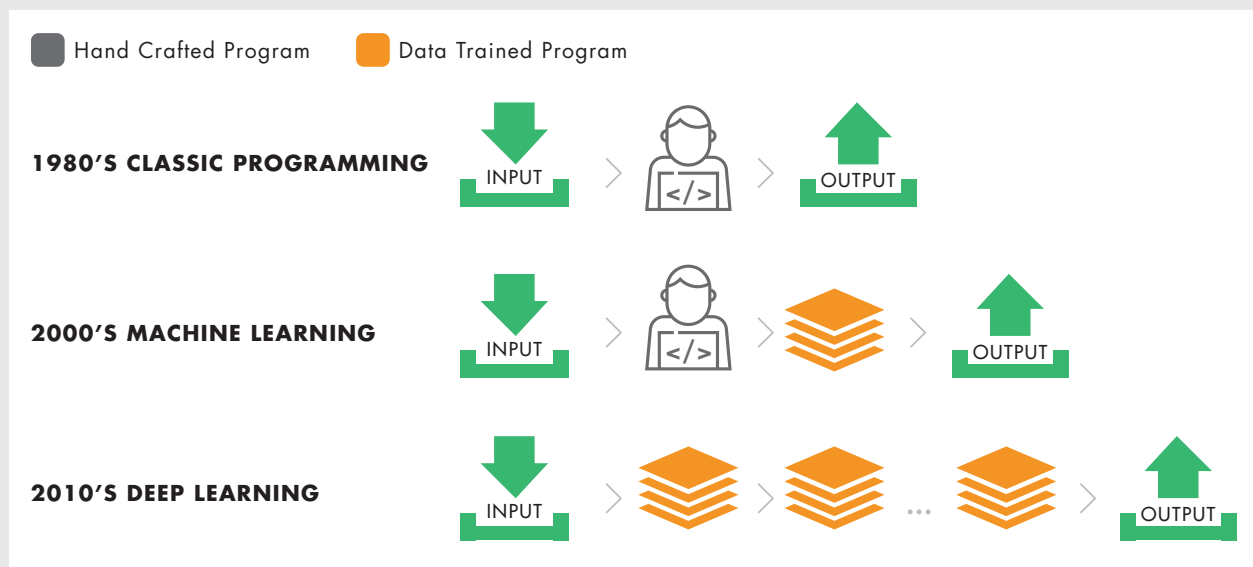 Hand Crafted Program
Data Trained Program
1980'S CLASSIC PROGRAMMING
INPUT
</>
OUTPUT
2000'S MACHINE LEARNING
INPUT
</>
OUTPUT
2010'S DEEP LEARNING
INPUT
...
OUTPUT